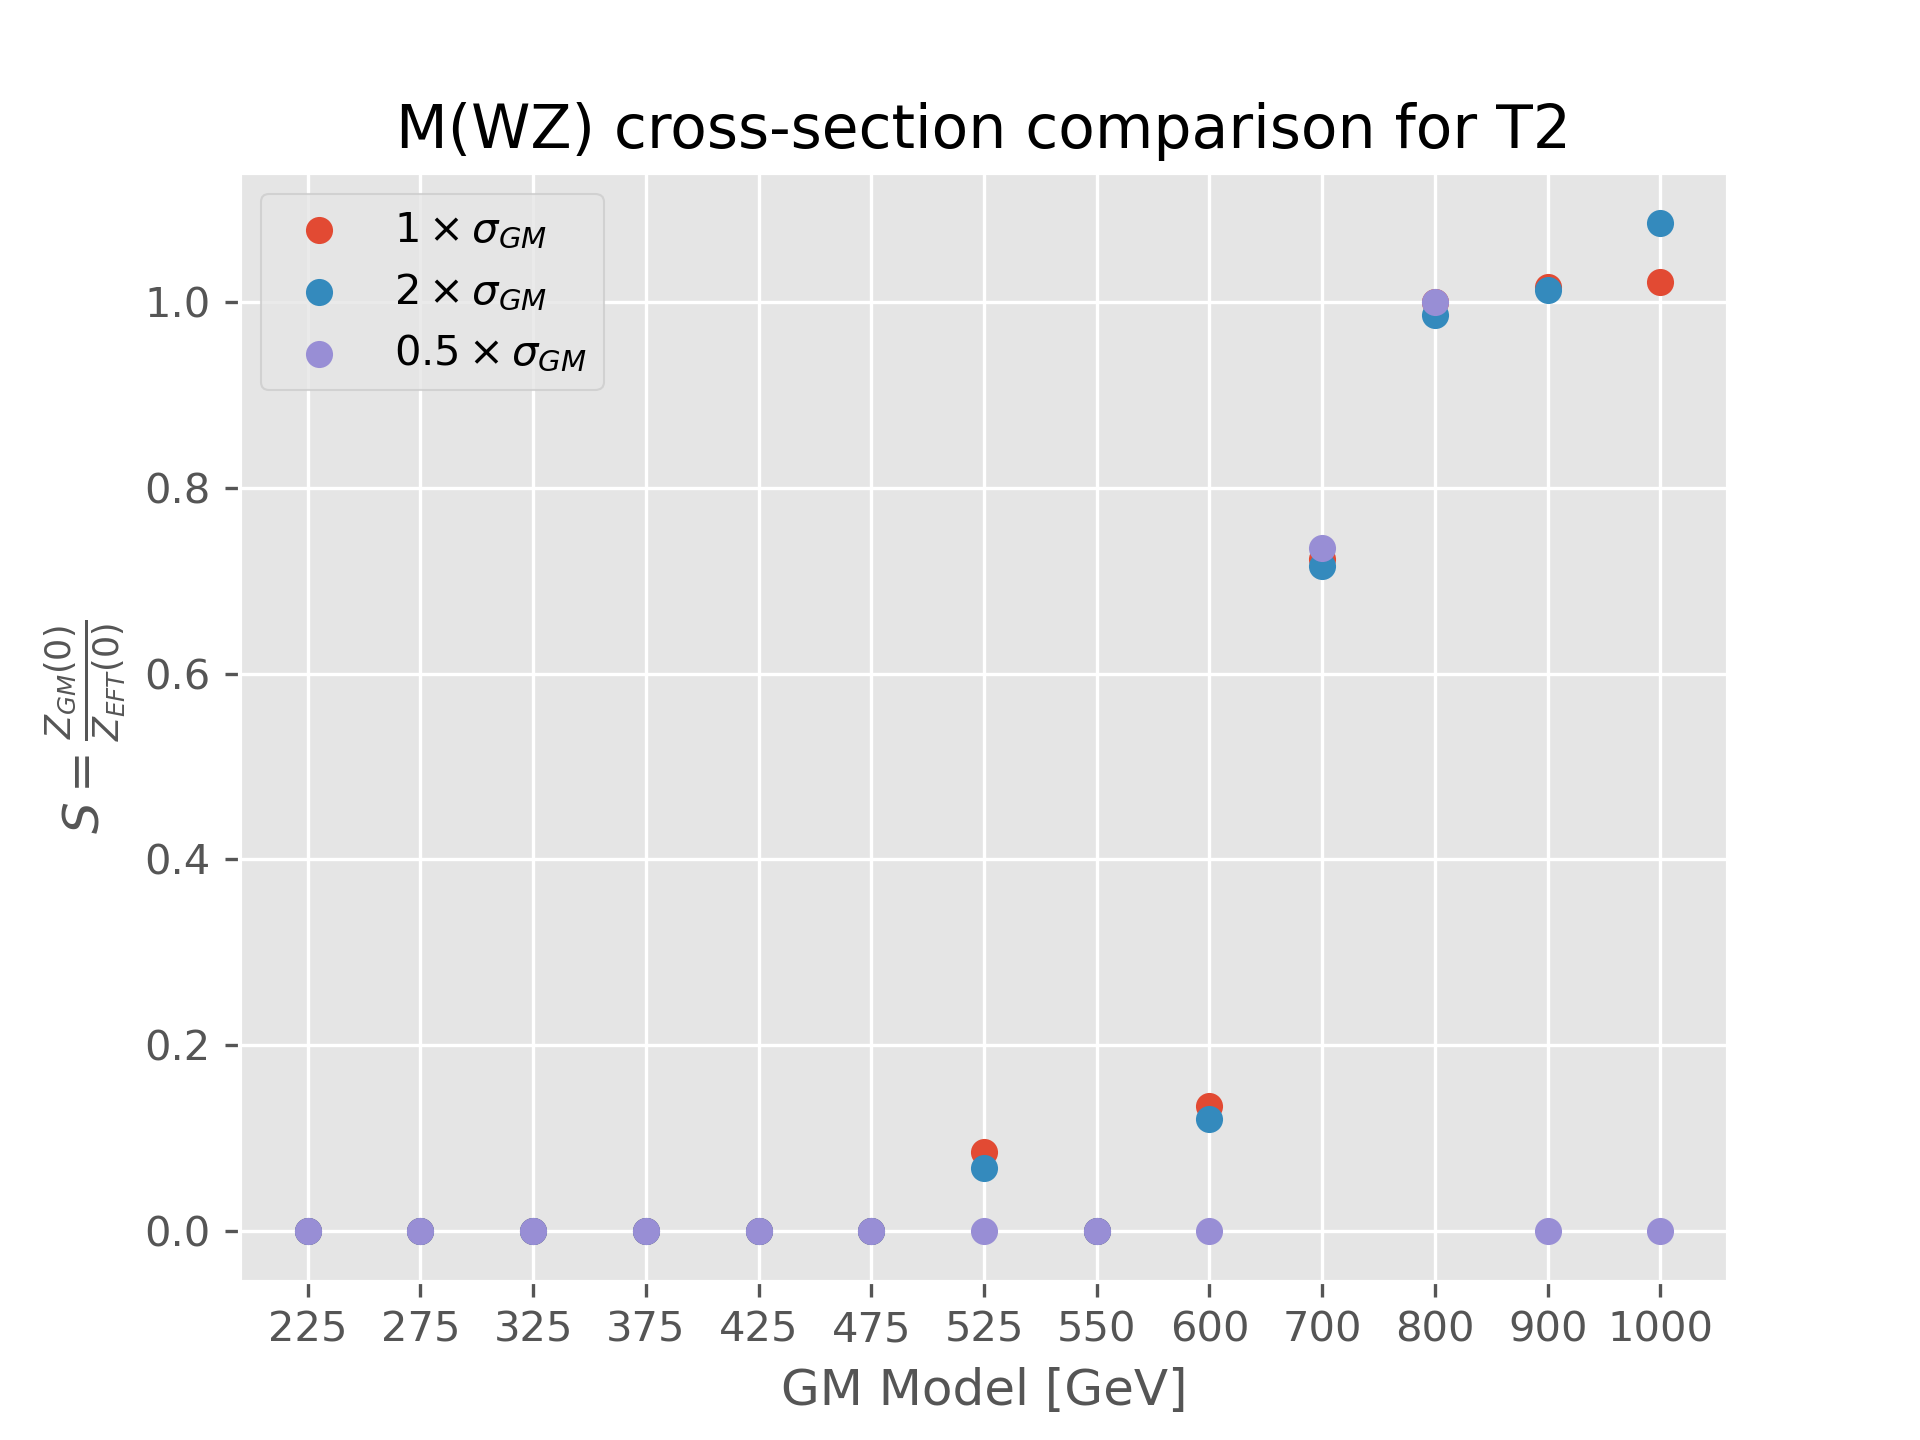 M(WZ) cross-section comparison for T2
1 × σ_GM
2 × σ_GM
0.5 × σ_GM
S = Z_GM(0) / Z_EFT(0)
1.0
0.8
0.6
0.4
0.2
0.0
225 275 325 375 425 475 525 550 600 700 800 900 1000
GM Model [GeV]